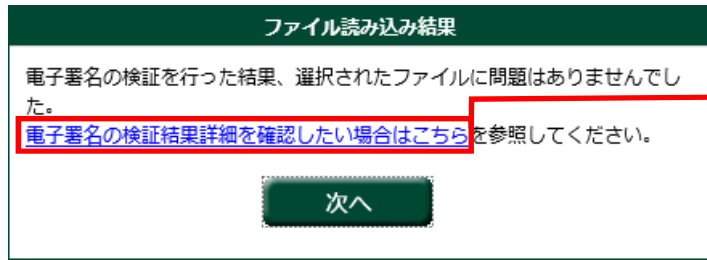 ファイル読み込み結果
電子署名の検証を行った結果、選択されたファイルに問題はありませんでし
た。
電子署名の検証結果詳細を確認したい場合はこちらを参照してください。
次へ